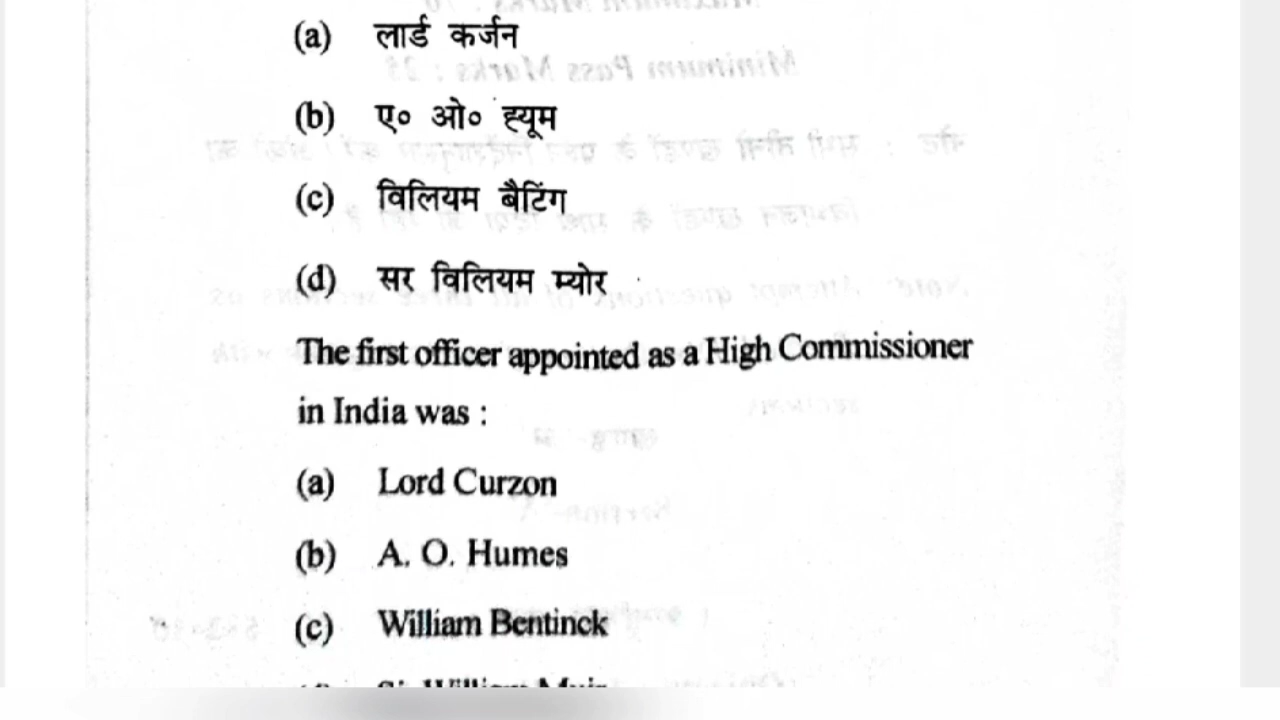 (a) लार्ड कर्जन
(b) ए० ओ० ह्यूम
(c) विलियम बैटिंग
(d) सर विलियम म्योर
The first officer appointed as a High Commissioner
in India was :
(a) Lord Curzon
(b) A. O. Humes
(c) William Bentinck